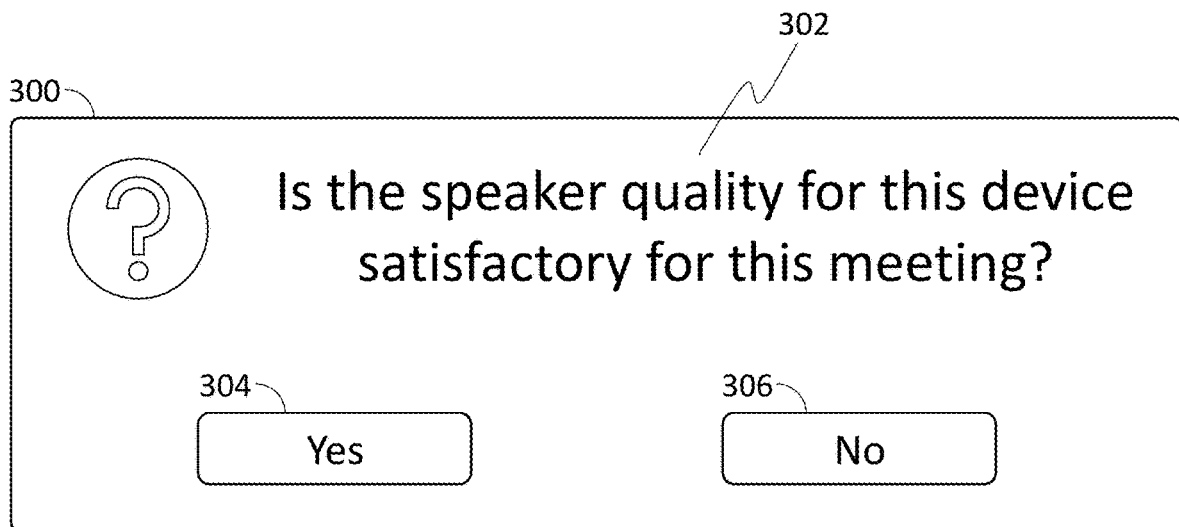 302
300
Is the speaker quality for this device
satisfactory for this meeting?
304
306
Yes
No